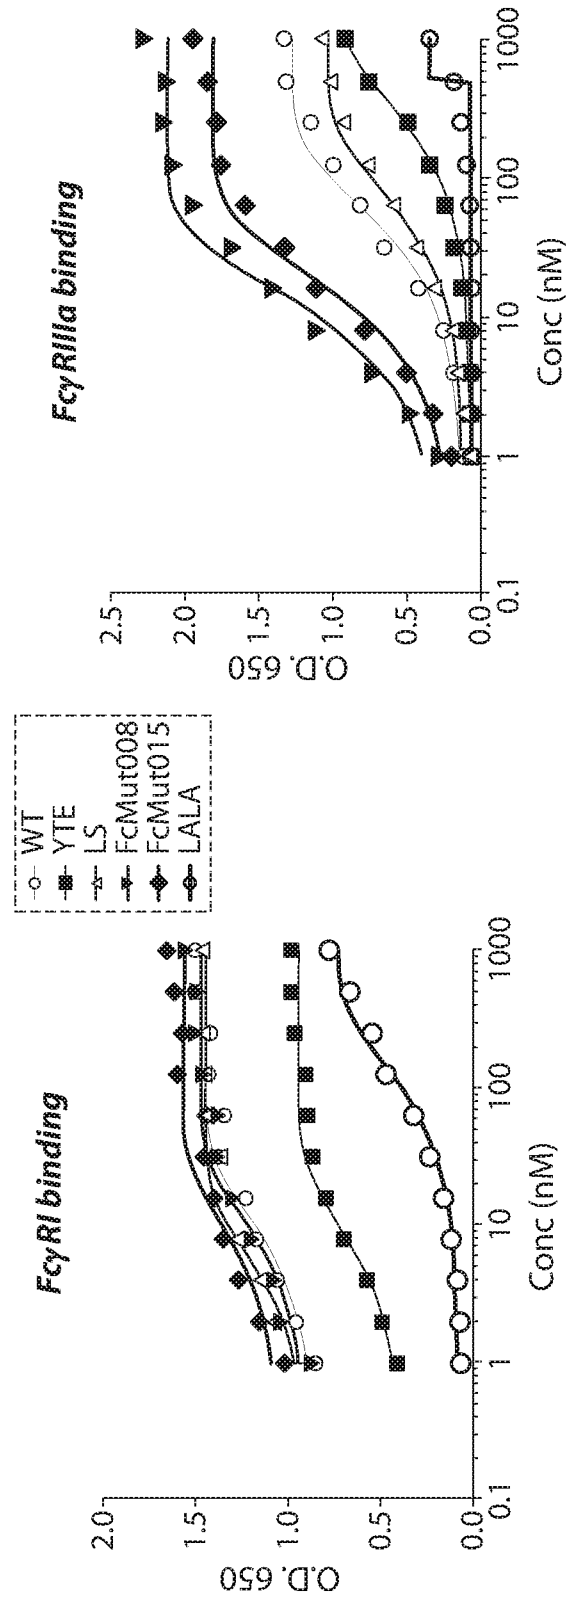 FcγRI binding
O.D. 650
2.0
1.5
1.0
0.5
0.0
0.1
1
10
100
1000
Conc (nM)
WT
YTE
LS
FcMut008
FcMut015
LALA
FcγRIIIa binding
O.D. 650
2.5
2.0
1.5
1.0
0.5
0.0
0.1
1
10
100
1000
Conc (nM)